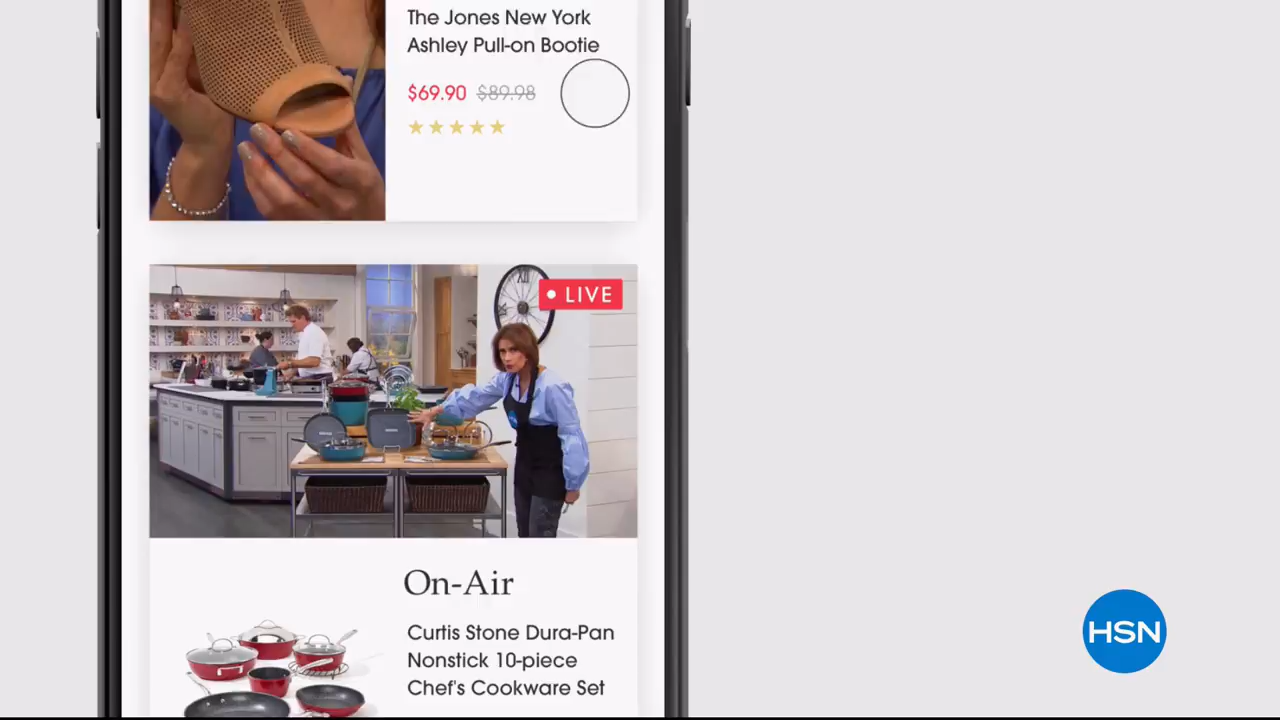 The Jones New York
Ashley Pull-on Bootie
$69.90 $89.98
LIVE
On-Air
Curtis Stone Dura-Pan
Nonstick 10-piece
Chef's Cookware Set
HSN